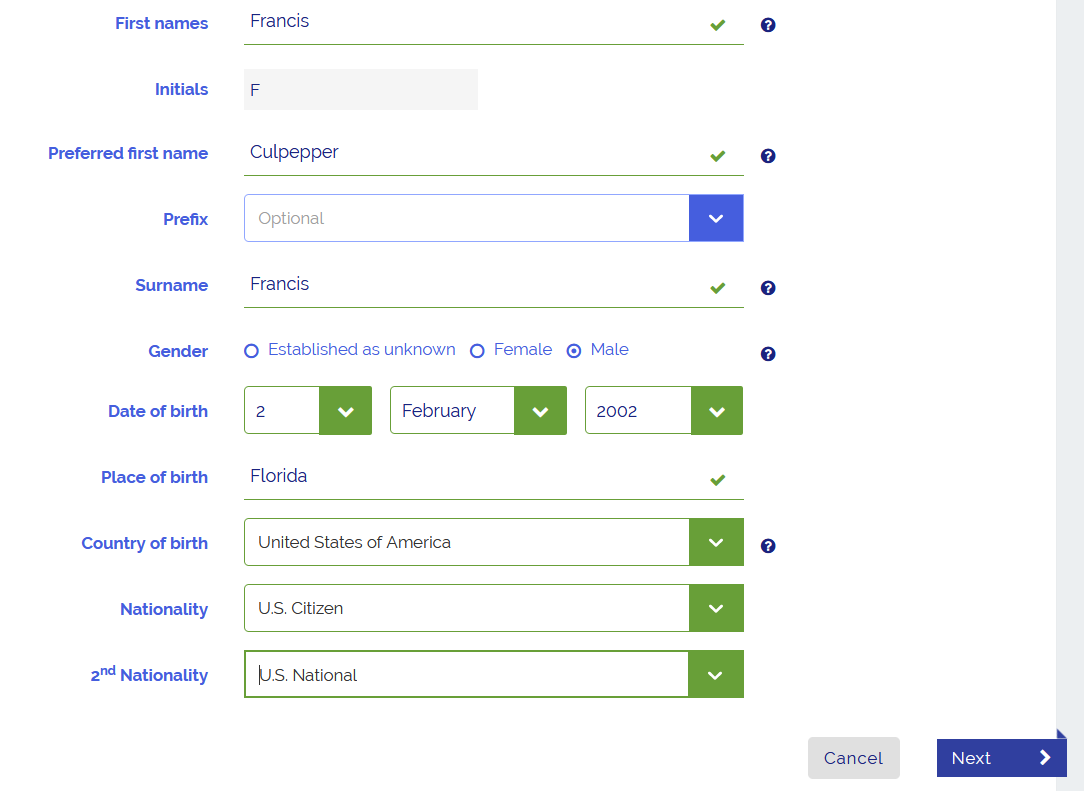 First names Francis
Initials F
Preferred first name Culpepper
Prefix Optional
Surname Francis
Gender Established as unknown Female Male
Date of birth 2 February 2002
Place of birth Florida
Country of birth United States of America
Nationality U.S. Citizen
2nd Nationality U.S. National
Cancel Next